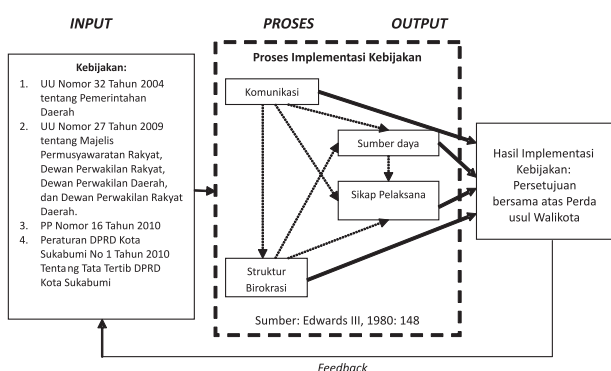 INPUT
PROSES
OUTPUT
Kebijakan:
1. UU Nomor 32 Tahun 2004
tentang Pemerintahan
Daerah
2. UU Nomor 27 Tahun 2009
tentang Majelis
Permusyawaratan Rakyat,
Dewan Perwakilan Rakyat,
Dewan Perwakilan Daerah,
dan Dewan Perwakilan Rakyat
Daerah.
3. PP Nomor 16 Tahun 2010
4. Peraturan DPRD Kota
Sukabumi No 1 Tahun 2010
Tentang Tata Tertib DPRD
Kota Sukabumi
Proses Implementasi Kebijakan
Komunikasi
Sumber daya
Sikap Pelaksana
Struktur
Birokrasi
Sumber: Edwards III, 1980: 148
Hasil Implementasi
Kebijakan:
Persetujuan
bersama atas Perda
usul Walikota
Feedback